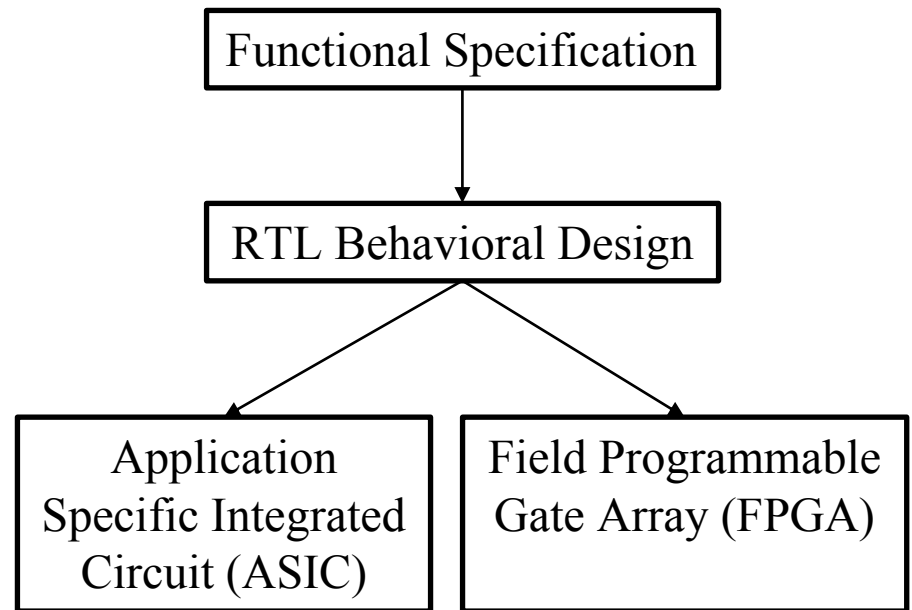 Functional Specification
RTL Behavioral Design
Application
Specific Integrated
Circuit (ASIC)
Field Programmable
Gate Array (FPGA)